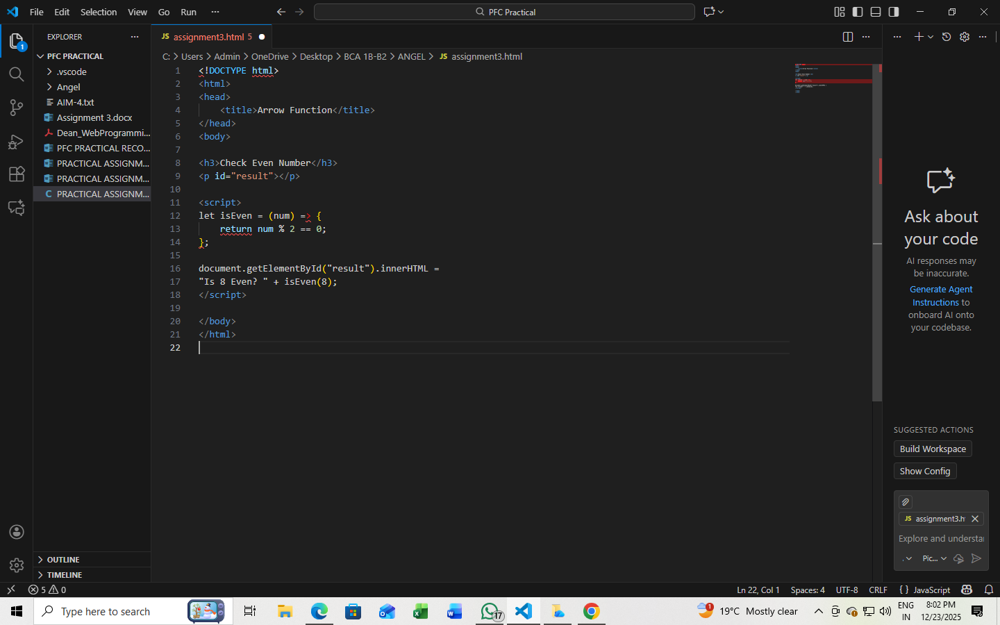 File Edit Selection View Go Run ··· PFC Practical
EXPLORER ···
PFC PRACTICAL
.vscode
Angel
AIM-4.txt
Assignment 3.docx
Dean_WebProgrammi...
PFC PRACTICAL RECO...
PRACTICAL ASSIGNM...
PRACTICAL ASSIGNM...
PRACTICAL ASSIGNM...
OUTLINE
TIMELINE
JS assignment3.html 5
C: > Users > Admin > OneDrive > Desktop > BCA 1B-B2 > ANGEL > JS assignment3.html
1 <!DOCTYPE html>
2 <html>
3 <head>
4 <title>Arrow Function</title>
5 </head>
6 <body>
7
8 <h3>Check Even Number</h3>
9 <p id="result"></p>
10
11 <script>
12 let isEven = (num) => {
13 return num % 2 == 0;
14 };
15
16 document.getElementById("result").innerHTML =
17 "Is 8 Even? " + isEven(8);
18 </script>
19
20 </body>
21 </html>
22
Ask about
your code
AI responses may
be inaccurate.
Generate Agent
Instructions to
onboard AI onto
your codebase.
SUGGESTED ACTIONS
Build Workspace
Show Config
JS assignment3.h
Explore and understa
Pic...
1
5 0 Ln 22, Col 1 Spaces: 4 UTF-8 CRLF { } JavaScript
Type here to search 17 1 19°C Mostly clear ENG 8:02 PM
IN 12/23/2025